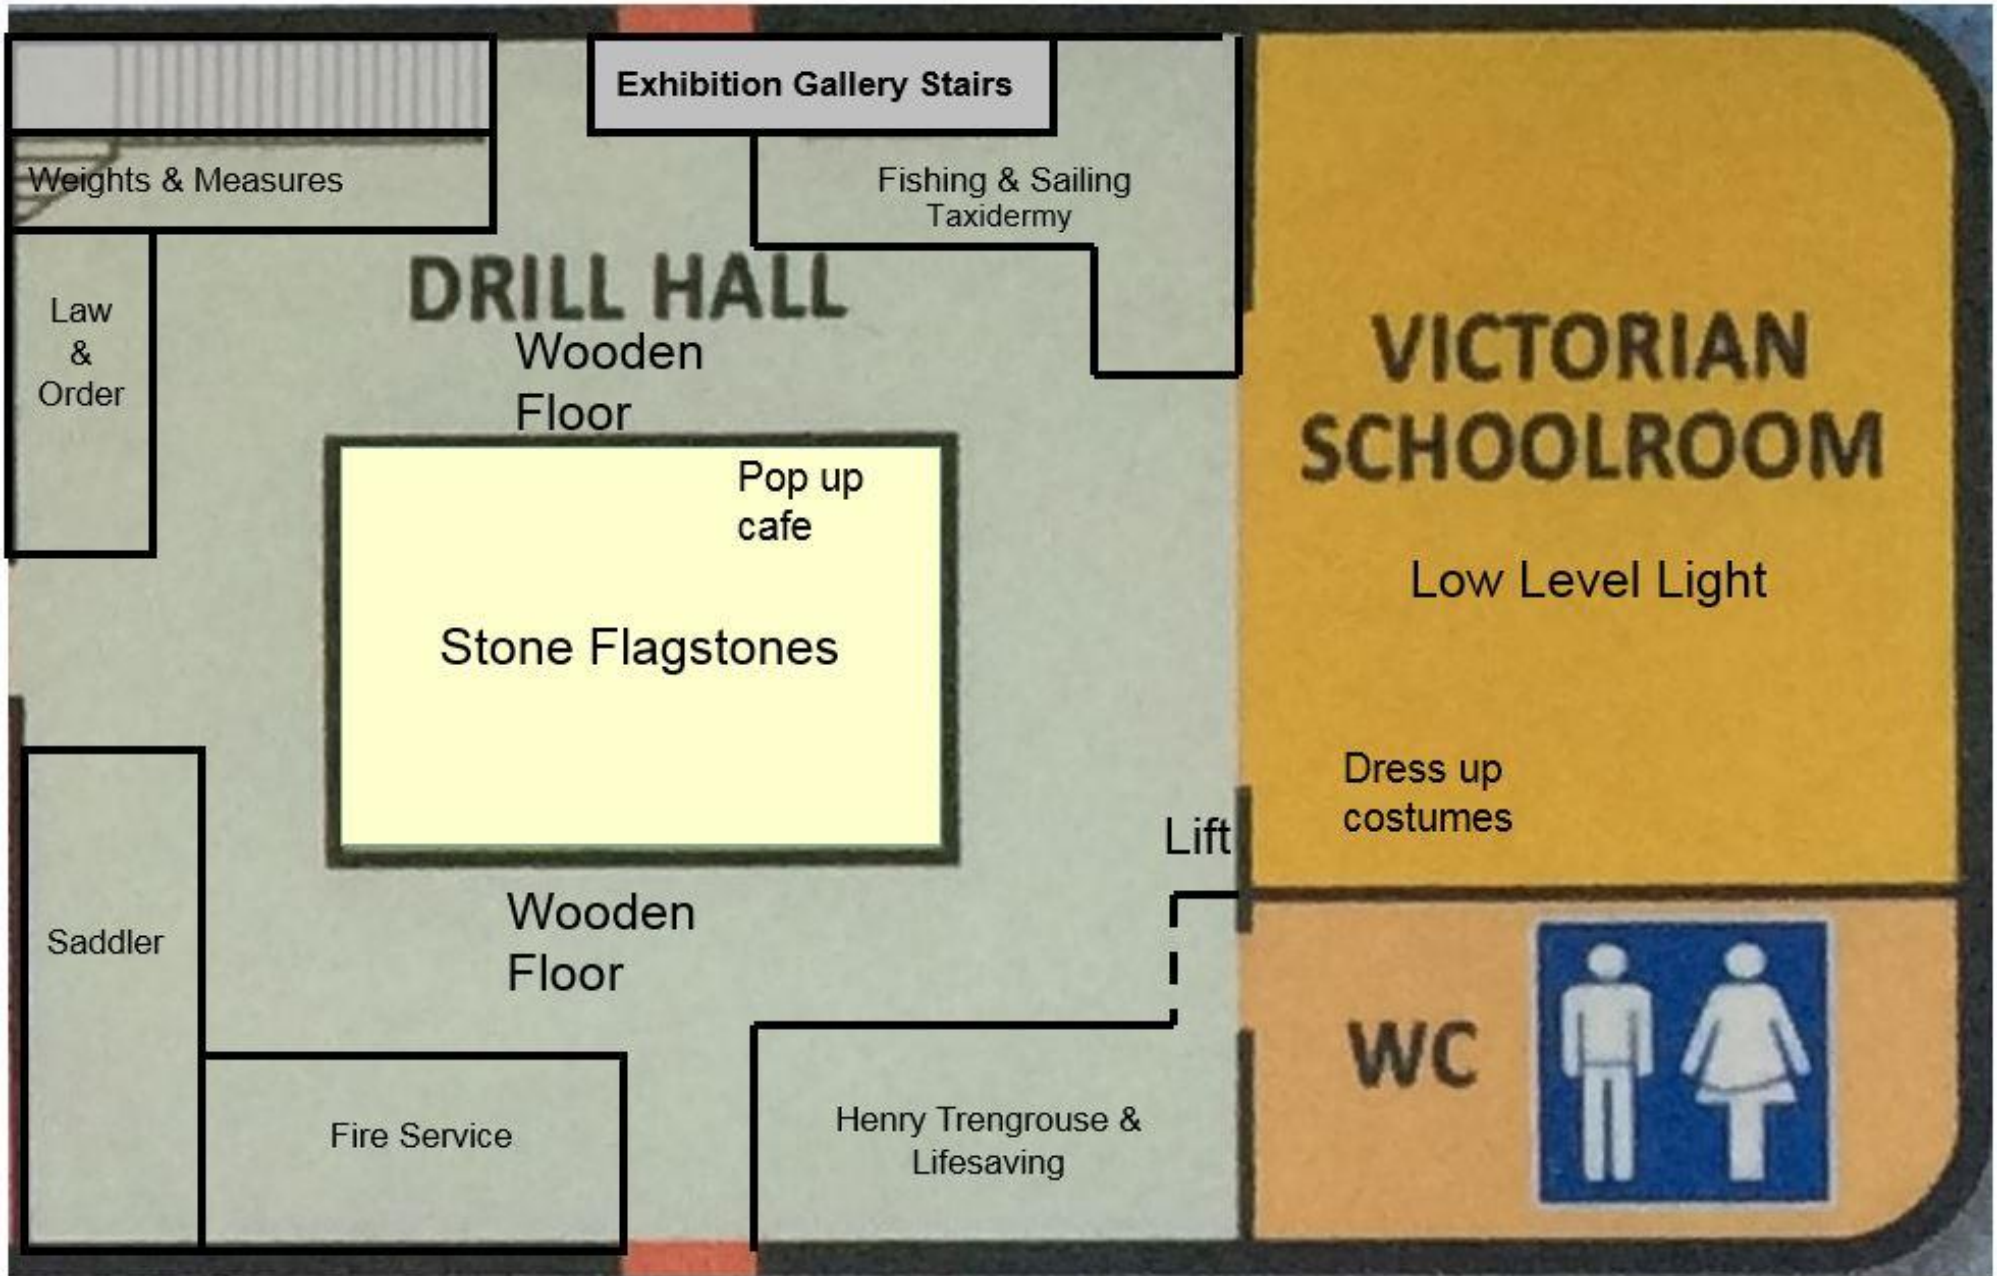 Exhibition Gallery Stairs
Weights & Measures
Fishing & Sailing
Taxidermy
Law
&
Order
DRILL HALL
Wooden
Floor
VICTORIAN
SCHOOLROOM
Pop up
cafe
Low Level Light
Stone Flagstones
Dress up
costumes
Lift
Wooden
Floor
Saddler
WC
Fire Service
Henry Trengrouse &
Lifesaving